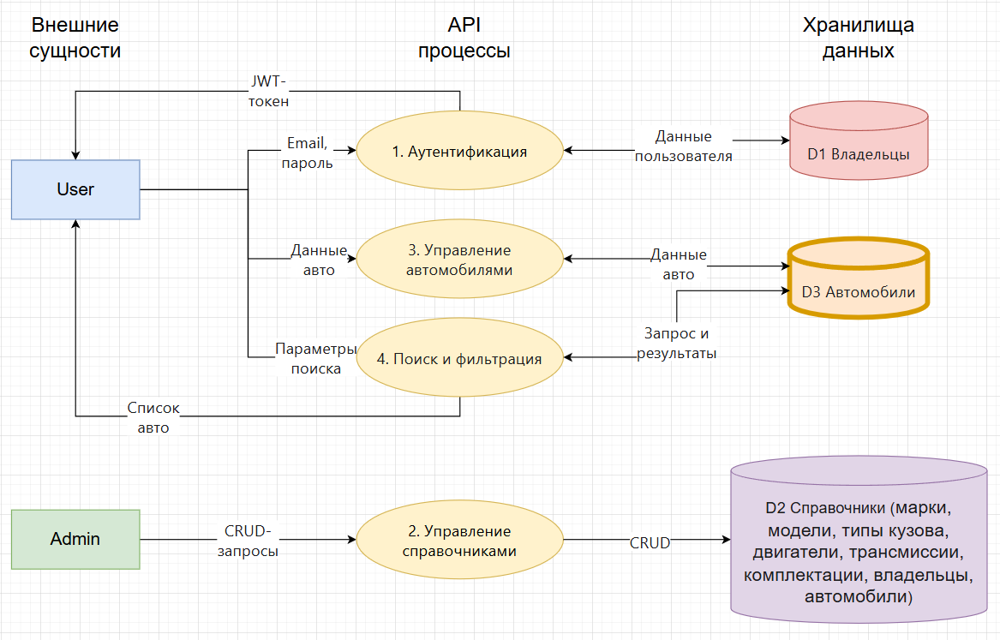 Внешние
сущности
API
процессы
Хранилища
данных
JWT-
токен
Email,
пароль
1. Аутентификация
Данные
пользователя
D1 Владельцы
User
Данные
авто
3. Управление
автомобилями
Данные
авто
D3 Автомобили
Параметры
поиска
4. Поиск и фильтрация
Запрос и
результаты
Список
авто
Admin
CRUD-
запросы
2. Управление
справочниками
CRUD
D2 Справочники (марки,
модели, типы кузова,
двигатели, трансмиссии,
комплектации, владельцы,
автомобили)